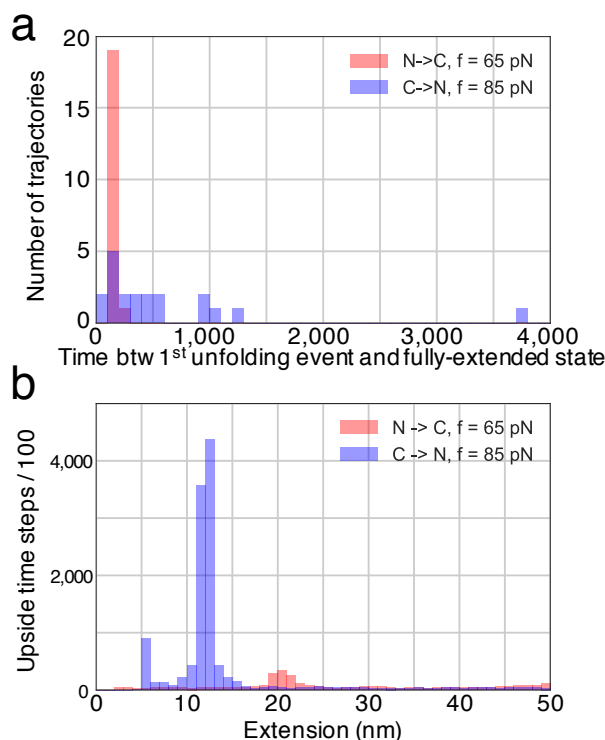 a
20
15
10
5
0
Number of trajectories
N->C, f = 65 pN
C->N, f = 85 pN
0 1,000 2,000 3,000 4,000
Time btw 1st unfolding event and fully-extended state
b
4,000
2,000
0
Upside time steps / 100
N -> C, f = 65 pN
C -> N, f = 85 pN
0 10 20 30 40 50
Extension (nm)